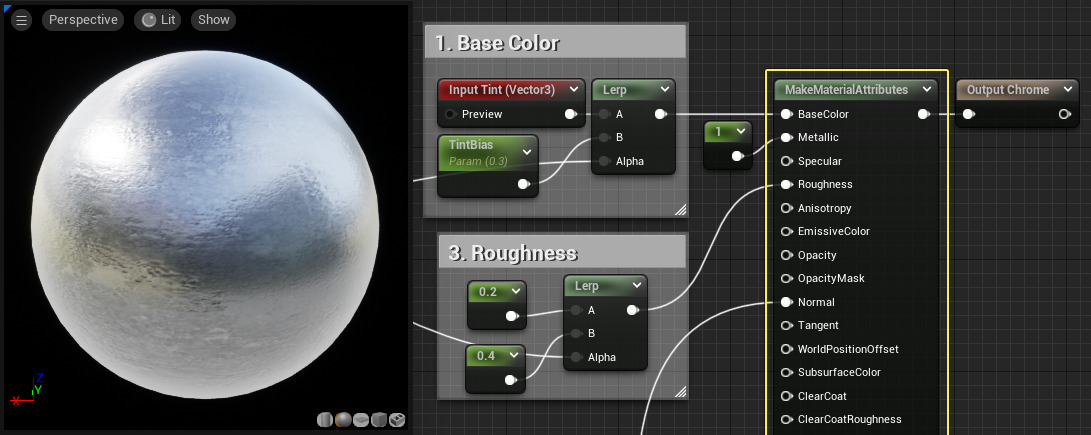 Perspective
Lit
Show
Z
Y
X
1. Base Color
Input Tint (Vector3)
Preview
TintBias
Param (0.3)
Lerp
A
B
Alpha
3. Roughness
0.2
0.4
Lerp
A
B
Alpha
1
MakeMaterialAttributes
BaseColor
Metallic
Specular
Roughness
Anisotropy
EmissiveColor
Opacity
OpacityMask
Normal
Tangent
WorldPositionOffset
SubsurfaceColor
ClearCoat
ClearCoatRoughness
Output Chrome